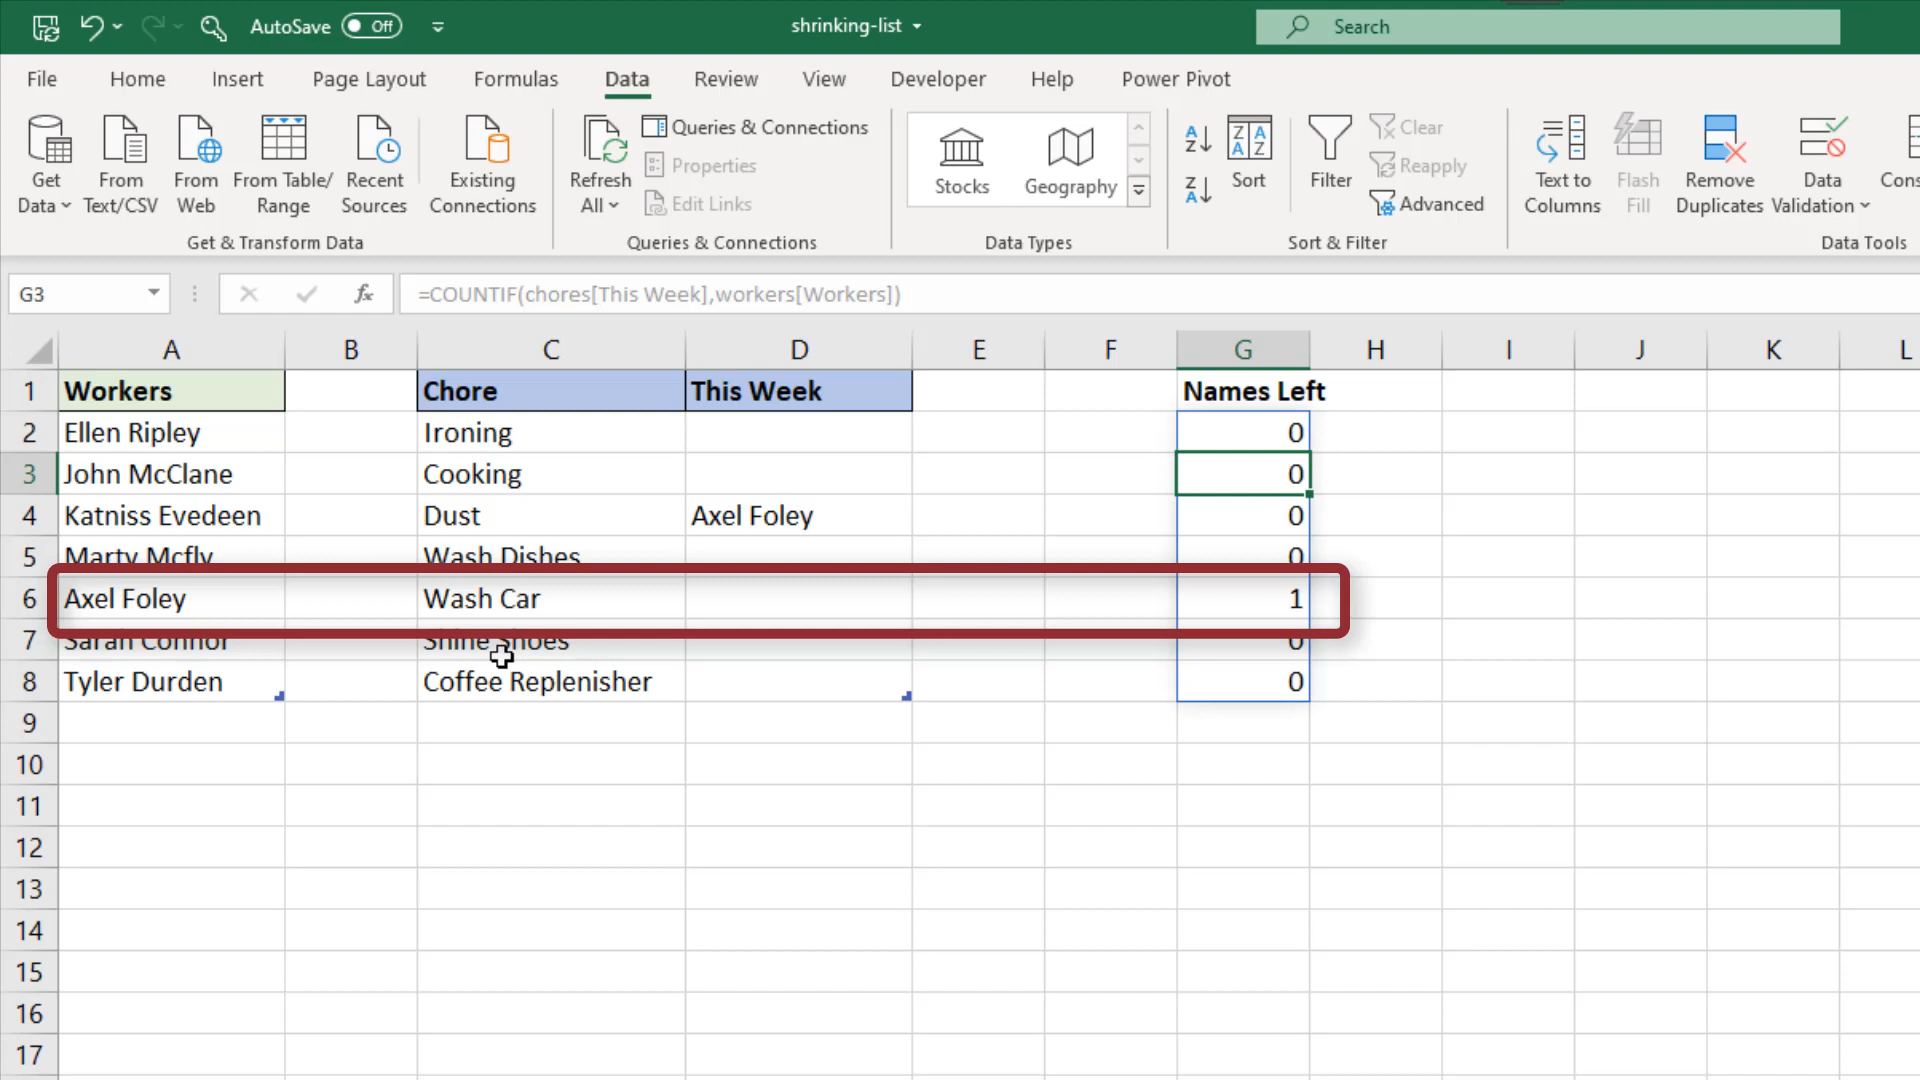 AutoSave Off
shrinking-list
Search
File Home Insert Page Layout Formulas Data Review View Developer Help Power Pivot
Get Data
From Text/CSV
From Web
From Table/ Range
Recent Sources
Existing Connections
Get & Transform Data
Refresh All
Queries & Connections
Properties
Edit Links
Queries & Connections
Stocks
Geography
Data Types
Sort
Filter
Clear
Reapply
Advanced
Sort & Filter
Text to Columns
Flash Fill
Remove Duplicates
Data Validation
Cons
Data Tools
G3 fx =COUNTIF(chores[This Week],workers[Workers])
A B C D E F G H I J K L
1 Workers Chore This Week Names Left
2 Ellen Ripley Ironing 0
3 John McClane Cooking 0
4 Katniss Evedeen Dust Axel Foley 0
5 Marty Mcfly Wash Dishes 0
6 Axel Foley Wash Car 1
7 Sarah Connor Shine Shoes 0
8 Tyler Durden Coffee Replenisher 0
9
10
11
12
13
14
15
16
17